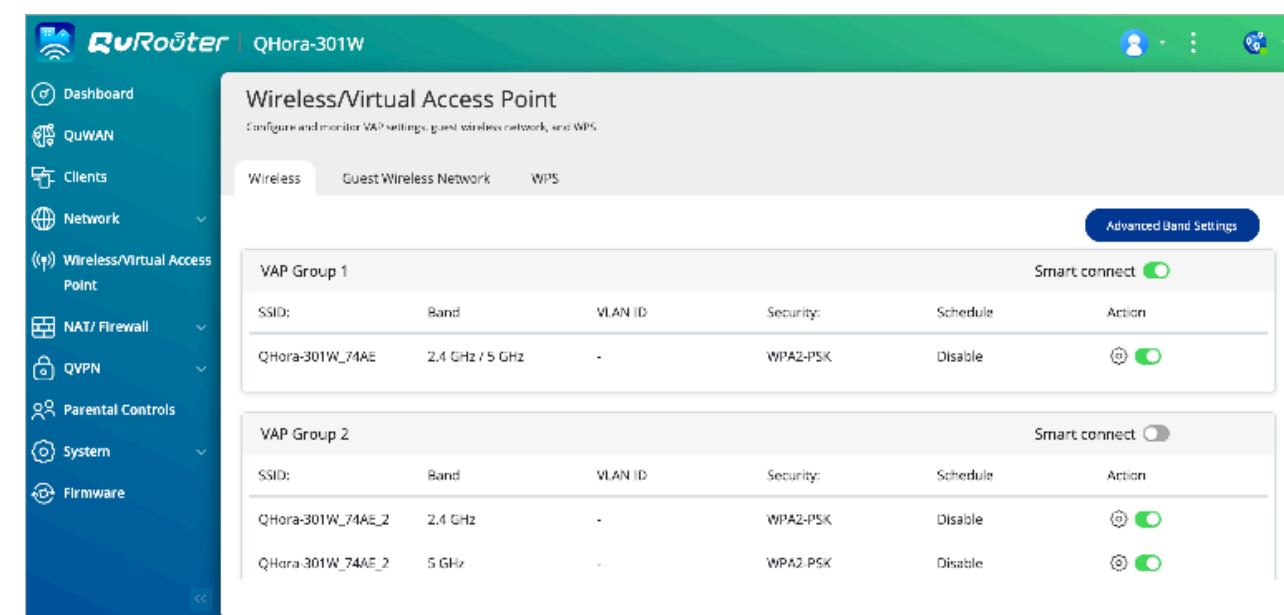 QuRouter QHora-301W
Dashboard
QuWAN
Clients
Network
Wireless/Virtual Access
Point
NAT/ Firewall
QVPN
Parental Controls
System
Firmware
Wireless/Virtual Access Point
Configure and monitor VAP settings, guest wireless network, and WPS
Wireless Guest Wireless Network WPS
Advanced Band Settings
VAP Group 1 Smart connect
SSID: Band VLAN ID Security: Schedule Action
QHora-301W_74AE 2.4 GHz / 5 GHz - WPA2-PSK Disable
VAP Group 2 Smart connect
SSID: Band VLAN ID Security: Schedule Action
QHora-301W_74AE_2 2.4 GHz - WPA2-PSK Disable
QHora-301W_74AE_2 5 GHz - WPA2-PSK Disable